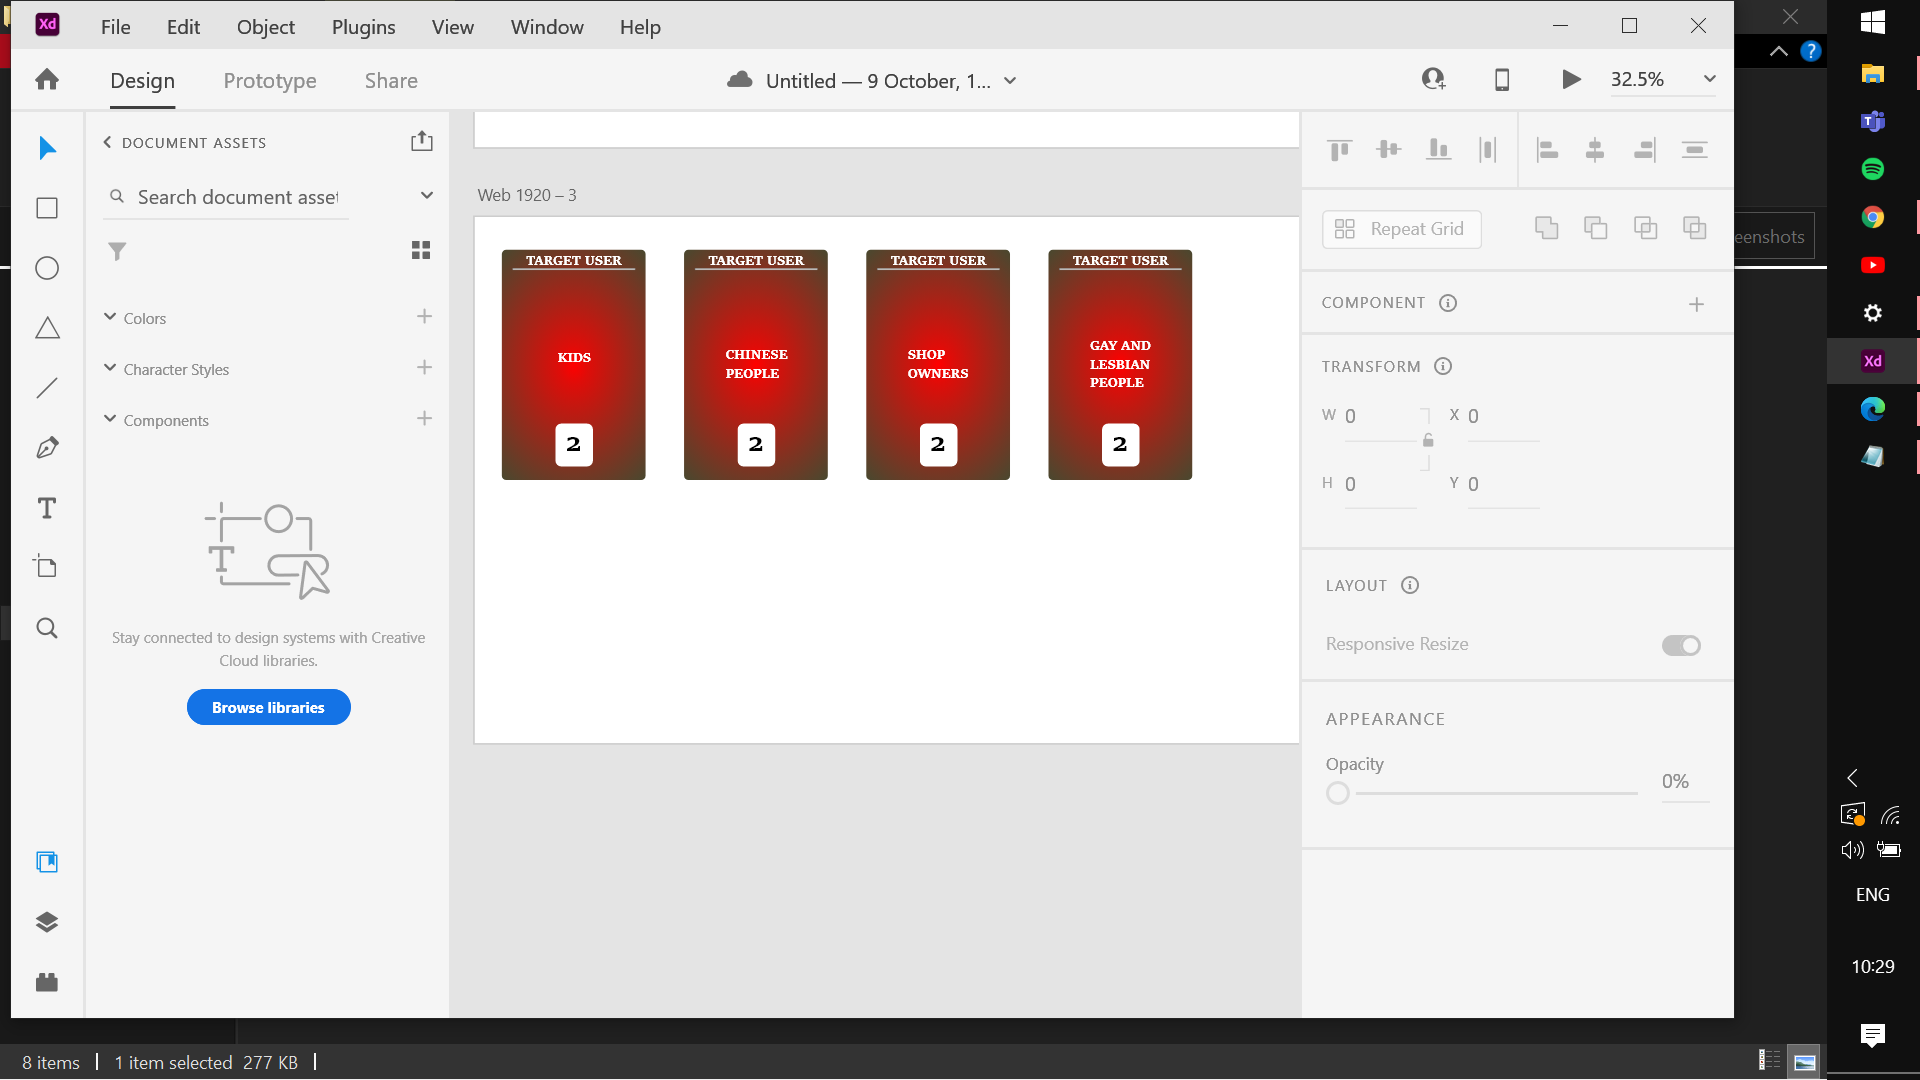 Xd File Edit Object Plugins View Window Help
Design Prototype Share Untitled — 9 October, 1... 32.5%
?
DOCUMENT ASSETS
Search document asset
Colors
Character Styles
Components
Stay connected to design systems with Creative
Cloud libraries.
Browse libraries
Web 1920 – 3
TARGET USER
KIDS
2
TARGET USER
CHINESE
PEOPLE
2
TARGET USER
SHOP
OWNERS
2
TARGET USER
GAY AND
LESBIAN
PEOPLE
2
Repeat Grid
COMPONENT
TRANSFORM
W 0 X 0
H 0 Y 0
LAYOUT
Responsive Resize
APPEARANCE
Opacity
0%
eenshots
Xd
ENG
10:29
8 items 1 item selected 277 KB